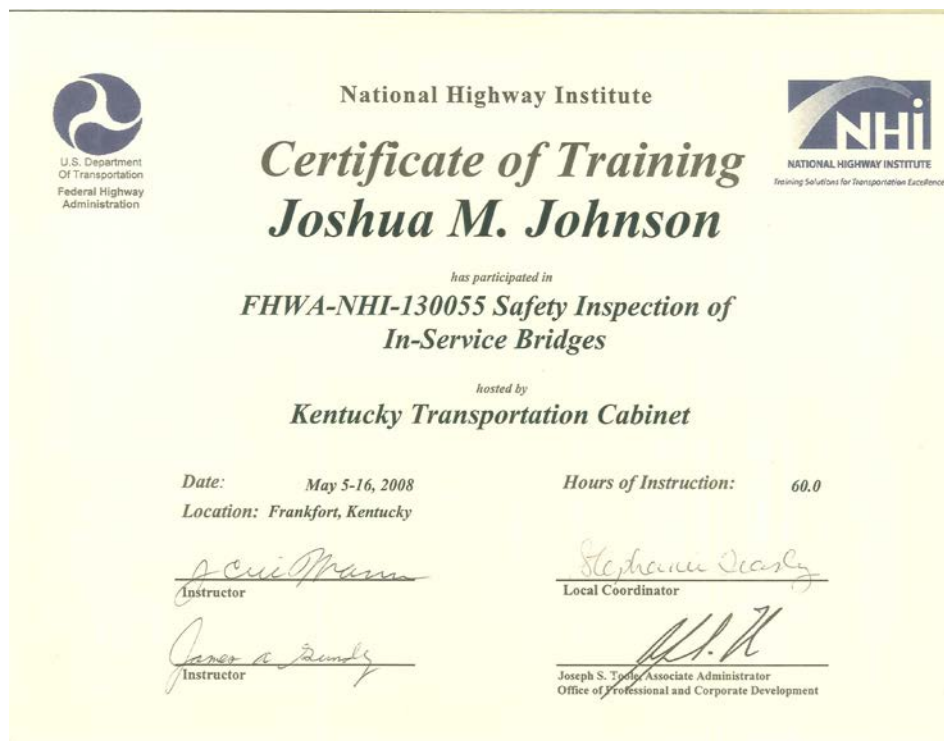 National Highway Institute
U.S. Department
Of Transportation
Federal Highway
Administration
NHi
NATIONAL HIGHWAY INSTITUTE
Training Solutions for Transportation Excellence
Certificate of Training
Joshua M. Johnson
has participated in
FHWA-NHI-130055 Safety Inspection of
In-Service Bridges
hosted by
Kentucky Transportation Cabinet
Date: May 5-16, 2008
Hours of Instruction: 60.0
Location: Frankfort, Kentucky
Instructor
Stephanie
Local Coordinator
James A
Instructor
Joseph S. Toole, Associate Administrator
Office of Professional and Corporate Development